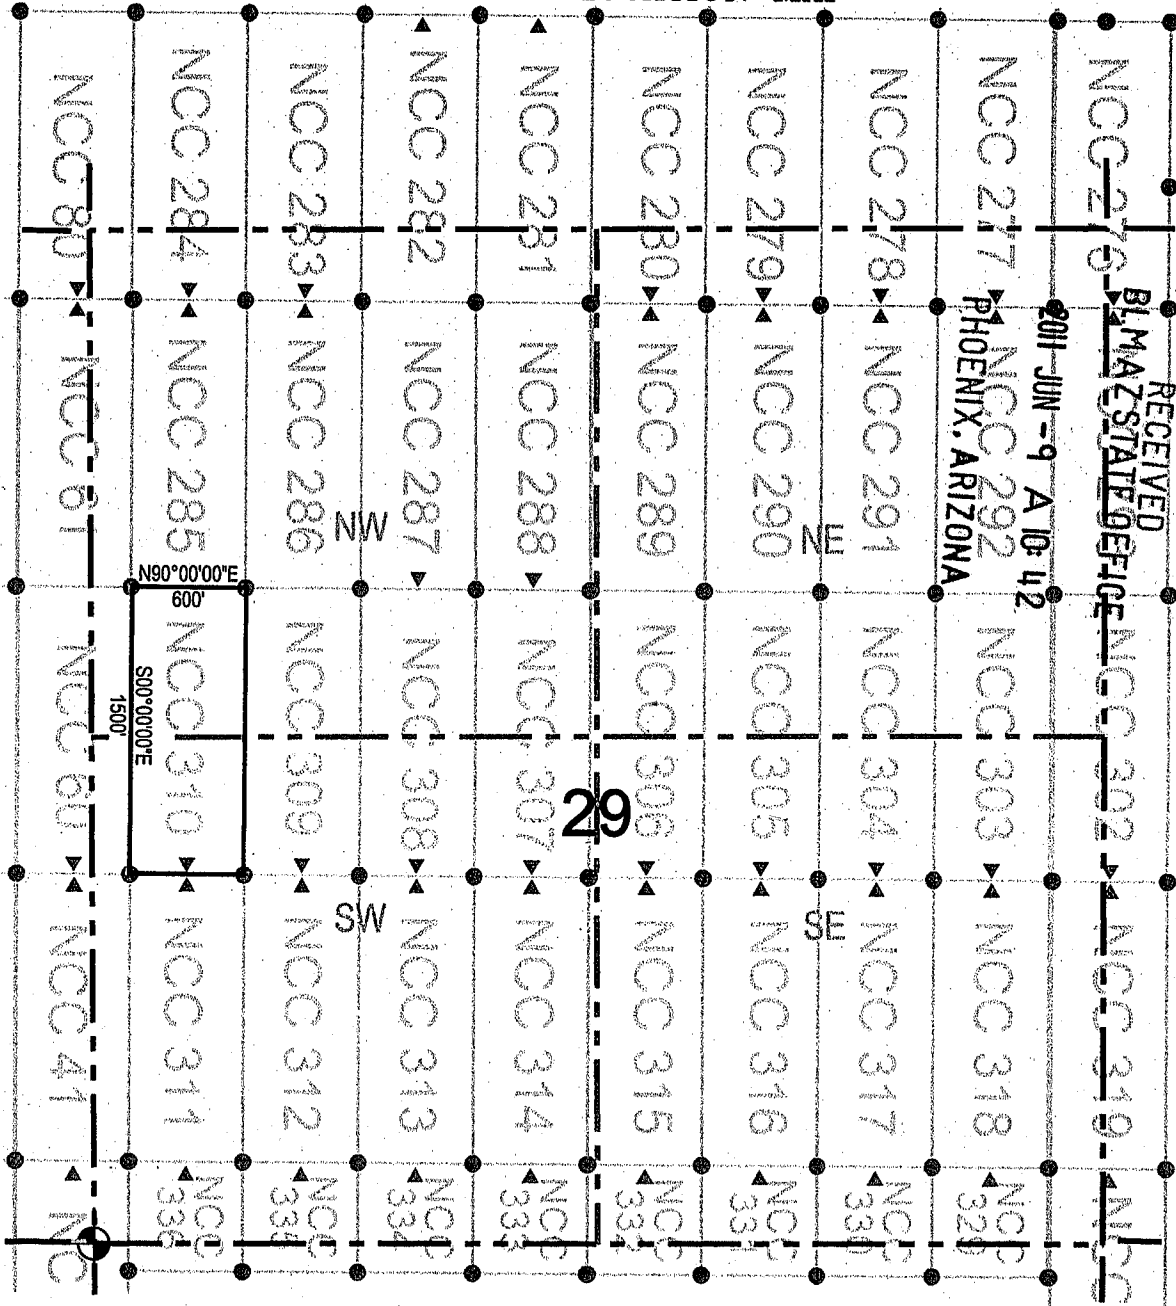 NCC 80
NCC 284
NCC 283
NCC 282
NCC 281
NCC 280
NCC 279
NCC 278
NCC 277
NCC 276
RECEIVED
BLM AZ STATE OFFICE
2011 JUN -9 A 10:42
PHOENIX, ARIZONA
NCC 61
NCC 285
NCC 286
NCC 287
NCC 288
NCC 289
NCC 290
NCC 291
NCC 292
NW
NE
N90°00'00"E
600'
S00°00'00"E
1500'
NCC 60
NCC 310
NCC 309
NCC 308
NCC 307
NCC 306
NCC 305
NCC 304
NCC 303
NCC 302
29
SW
SE
NCC 41
NCC 311
NCC 312
NCC 313
NCC 314
NCC 315
NCC 316
NCC 317
NCC 318
NCC 319
NC
NCC
336
NCC
335
NCC
334
NCC
333
NCC
332
NCC
331
NCC
330
NCC
329
NCC